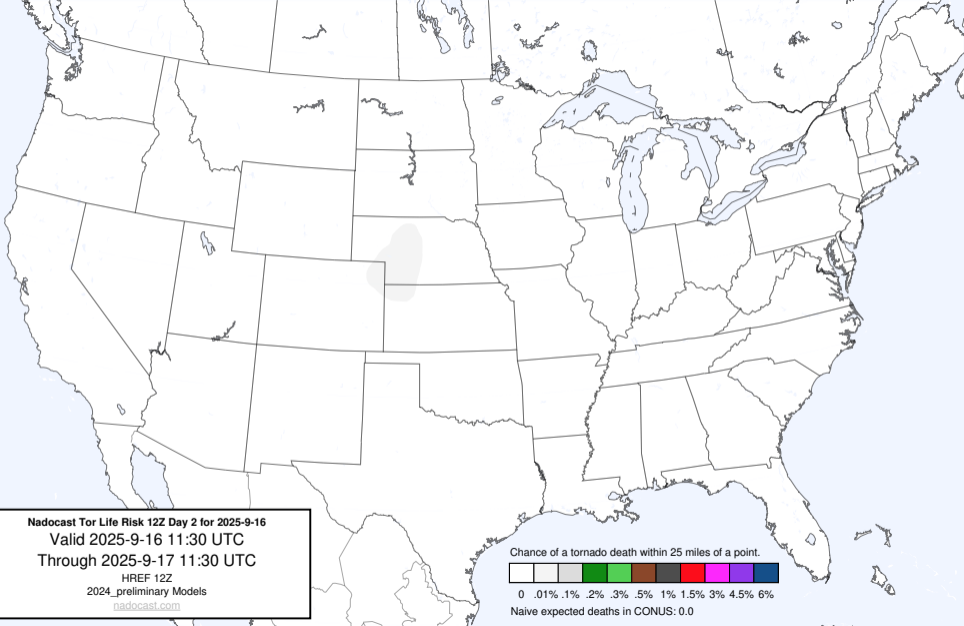 Nadocast Tor Life Risk 12Z Day 2 for 2025-9-16
Valid 2025-9-16 11:30 UTC
Through 2025-9-17 11:30 UTC
HREF 12Z
2024_preliminary Models
nadocast.com
Chance of a tornado death within 25 miles of a point.
0 .01% .1% .2% .3% .5% 1% 1.5% 3% 4.5% 6%
Naive expected deaths in CONUS: 0.0